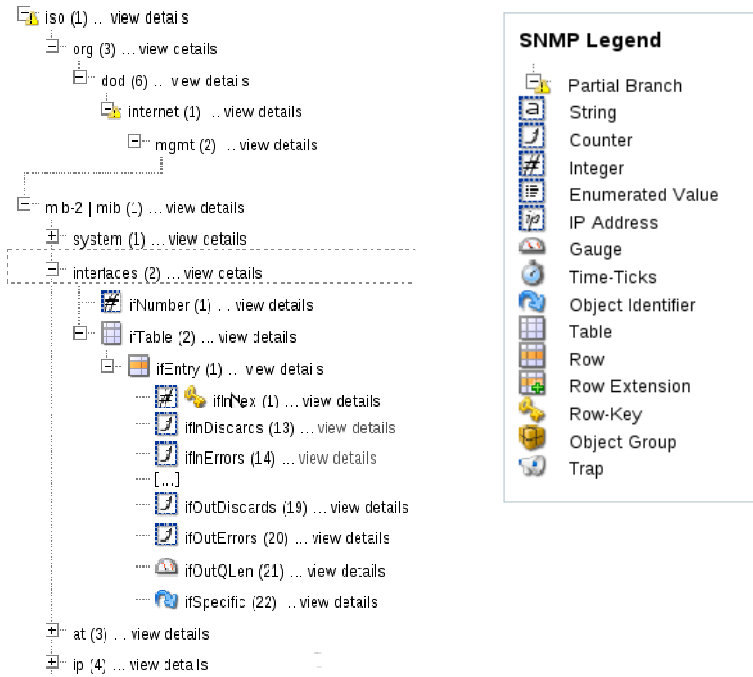 iso (1) ... view details
org (3) ... view details
dod (6) ... view details
internet (1) ... view details
mgmt (2) ... view details
mib-2 | mib (1) ... view details
system (1) ... view details
interfaces (2) ... view details
ifNumber (1) ... view details
ifTable (2) ... view details
ifEntry (1) ... view details
ifIndex (1) ... view details
ifInDiscards (13) ... view details
ifInErrors (14) ... view details
[...]
ifOutDiscards (19) ... view details
ifOutErrors (20) ... view details
ifOutQLen (21) ... view details
ifSpecific (22) ... view details
at (3) ... view details
ip (4) ... view details
SNMP Legend
Partial Branch
a String
Counter
# Integer
Enumerated Value
ip IP Address
Gauge
Time-Ticks
Object Identifier
Table
Row
Row Extension
Row-Key
Object Group
Trap